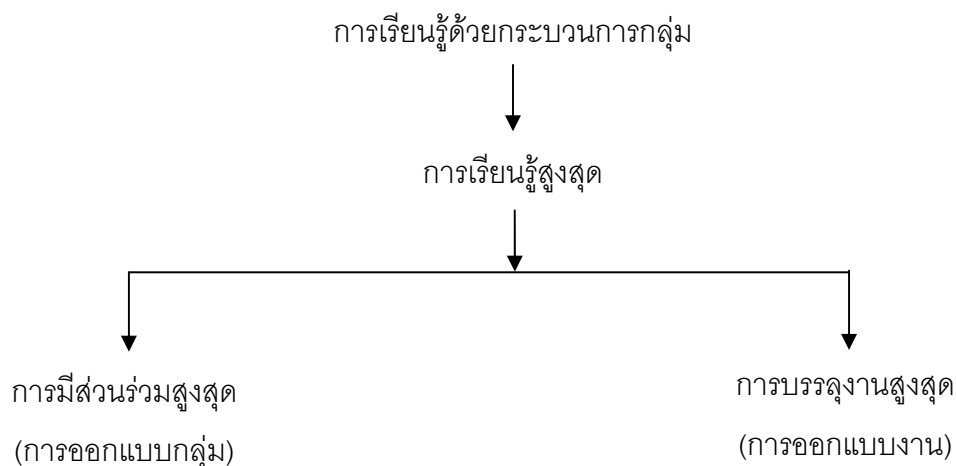 การเรียนรู้ด้วยกระบวนการกลุ่ม
การเรียนรู้สูงสุด
การมีส่วนร่วมสูงสุด
(การออกแบบกลุ่ม)
การบรรลุงานสูงสุด
(การออกแบบงาน)